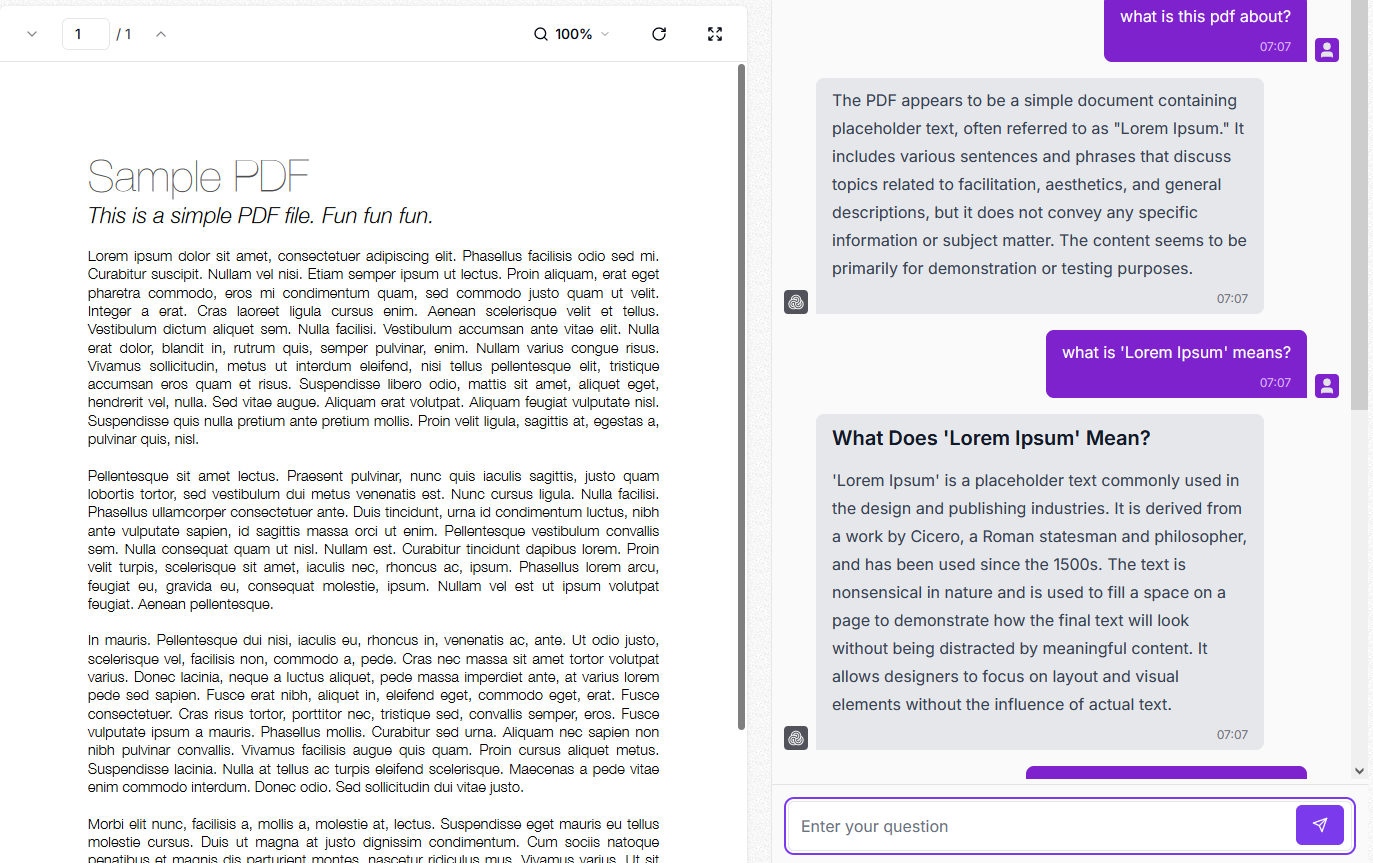 1 / 1
100%
Sample PDF
This is a simple PDF file. Fun fun fun.
Lorem ipsum dolor sit amet, consectetuer adipiscing elit. Phasellus facilisis odio sed mi.
Curabitur suscipit. Nullam vel nisi. Etiam semper ipsum ut lectus. Proin aliquam, erat eget
pharetra commodo, eros mi condimentum quam, sed commodo justo quam ut velit.
Integer a erat. Cras laoreet ligula cursus enim. Aenean scelerisque velit et tellus.
Vestibulum dictum aliquet sem. Nulla facilisi. Vestibulum accumsan ante vitae elit. Nulla
erat dolor, blandit in, rutrum quis, semper pulvinar, enim. Nullam varius congue risus.
Vivamus sollicitudin, metus ut interdum eleifend, nisi tellus pellentesque elit, tristique
accumsan eros quam et risus. Suspendisse libero odio, mattis sit amet, aliquet eget,
hendrerit vel, nulla. Sed vitae augue. Aliquam erat volutpat. Aliquam feugiat vulputate nisl.
Suspendisse quis nulla pretium ante pretium mollis. Proin velit ligula, sagittis at, egestas a,
pulvinar quis, nisl.
Pellentesque sit amet lectus. Praesent pulvinar, nunc quis iaculis sagittis, justo quam
lobortis tortor, sed vestibulum dui metus venenatis est. Nunc cursus ligula. Nulla facilisi.
Phasellus ullamcorper consectetuer ante. Duis tincidunt, urna id condimentum luctus, nibh
ante vulputate sapien, id sagittis massa orci ut enim. Pellentesque vestibulum convallis
sem. Nulla consequat quam ut nisl. Nullam est. Curabitur tincidunt dapibus lorem. Proin
velit turpis, scelerisque sit amet, iaculis nec, rhoncus ac, ipsum. Phasellus lorem arcu,
feugiat eu, gravida eu, consequat molestie, ipsum. Nullam vel est ut ipsum volutpat
feugiat. Aenean pellentesque.
In mauris. Pellentesque dui nisi, iaculis eu, rhoncus in, venenatis ac, ante. Ut odio justo,
scelerisque vel, facilisis non, commodo a, pede. Cras nec massa sit amet tortor volutpat
varius. Donec lacinia, neque a luctus aliquet, pede massa imperdiet ante, at varius lorem
pede sed sapien. Fusce erat nibh, aliquet in, eleifend eget, commodo eget, erat. Fusce
consectetuer. Cras risus tortor, porttitor nec, tristique sed, convallis semper, eros. Fusce
vulputate ipsum a mauris. Phasellus mollis. Curabitur sed urna. Aliquam nec sapien non
nibh pulvinar convallis. Vivamus facilisis augue quis quam. Proin cursus aliquet metus.
Suspendisse lacinia. Nulla at tellus ac turpis eleifend scelerisque. Maecenas a pede vitae
enim commodo interdum. Donec odio. Sed sollicitudin dui vitae justo.
Morbi elit nunc, facilisis a, mollis a, molestie at, lectus. Suspendisse eget mauris eu tellus
molestie cursus. Duis ut magna at justo dignissim condimentum. Cum sociis natoque
penatibus et magnis dis parturient montes, nascetur ridiculus mus. Vivamus varius. Ut sit
what is this pdf about?
07:07
The PDF appears to be a simple document containing
placeholder text, often referred to as "Lorem Ipsum." It
includes various sentences and phrases that discuss
topics related to facilitation, aesthetics, and general
descriptions, but it does not convey any specific
information or subject matter. The content seems to be
primarily for demonstration or testing purposes.
07:07
what is 'Lorem Ipsum' means?
07:07
What Does 'Lorem Ipsum' Mean?
'Lorem Ipsum' is a placeholder text commonly used in
the design and publishing industries. It is derived from
a work by Cicero, a Roman statesman and philosopher,
and has been used since the 1500s. The text is
nonsensical in nature and is used to fill a space on a
page to demonstrate how the final text will look
without being distracted by meaningful content. It
allows designers to focus on layout and visual
elements without the influence of actual text.
07:07
Enter your question